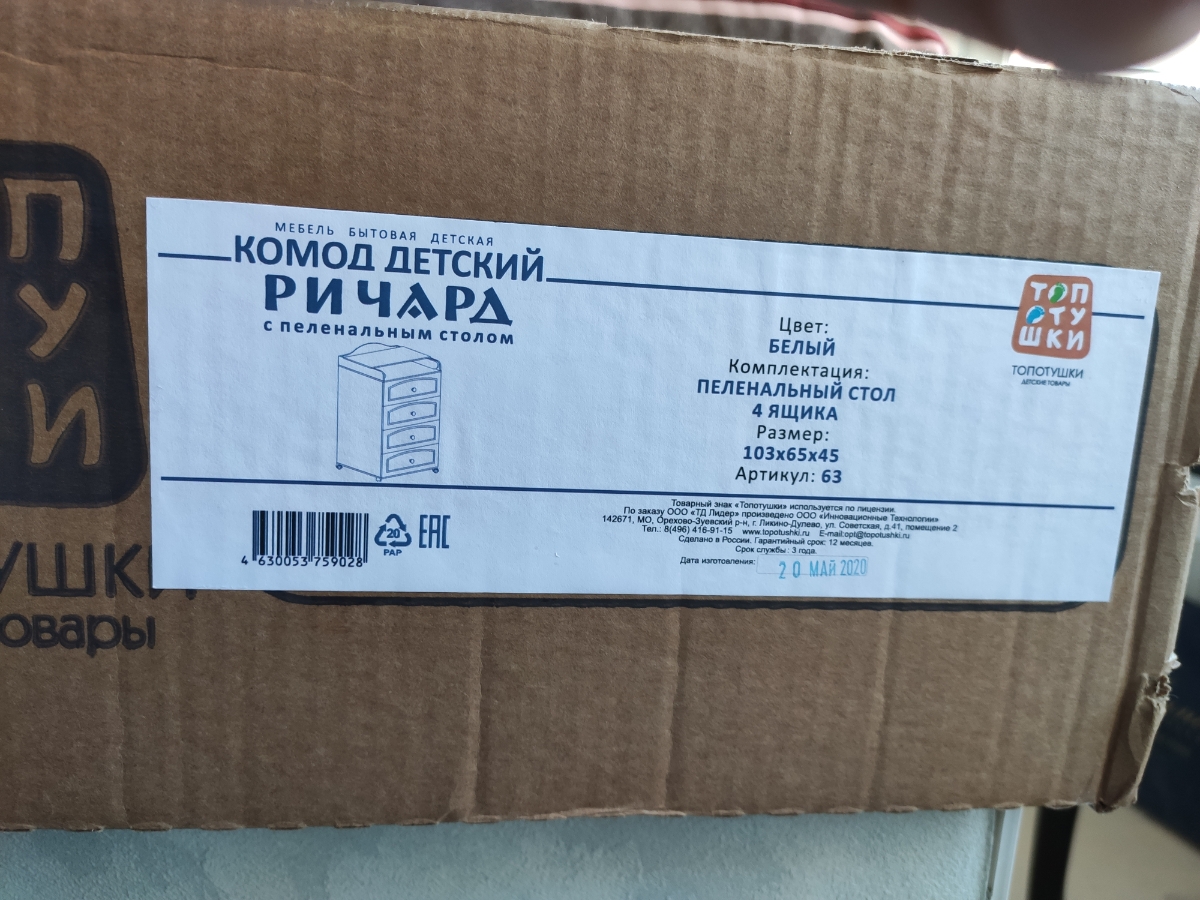 П
У
И
УШКИ
овары
МЕБЕЛЬ БЫТОВАЯ ДЕТСКАЯ
КОМОД ДЕТСКИЙ
РИЧАРД
с пеленальным столом
Цвет:
БЕЛЫЙ
Комплектация:
ПЕЛЕНАЛЬНЫЙ СТОЛ
4 ЯЩИКА
Размер:
103х65х45
Артикул: 63
ТОП
ОТУ
ШКИ
ТОПОТУШКИ
ДЕТСКИЕ ТОВАРЫ
4 630053 759028
20
PAP
EAC
Товарный знак «Топотушки» используется по лицензии.
По заказу ООО «ТД Лидер» произведено ООО «Инновационные Технологии»
142671, МО, Орехово-Зуевский р-н, г. Ликино-Дулево, ул. Советская, д.41, помещение 2
Тел.: 8(496) 416-91-15 www.topotushki.ru E-mail:opt@topotushki.ru
Сделано в России. Гарантийный срок: 12 месяцев.
Срок службы : 3 года.
Дата изготовления: 20 МАЙ 2020